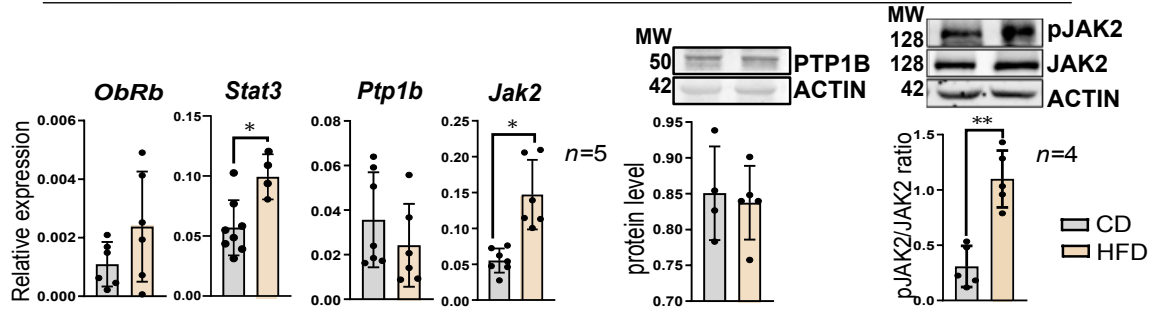 ObRb
Relative expression
0.006
0.004
0.002
0.000
Stat3
*
0.15
0.10
0.05
0.00
Ptp1b
0.08
0.06
0.04
0.02
0.00
Jak2
*
0.25
0.20
0.15
0.10
0.05
0.00
n=5
MW
50
PTP1B
42
ACTIN
protein level
0.95
0.90
0.85
0.80
0.75
0.70
MW
128
pJAK2
128
JAK2
42
ACTIN
**
pJAK2/JAK2 ratio
1.5
1.0
0.5
0.0
n=4
CD
HFD